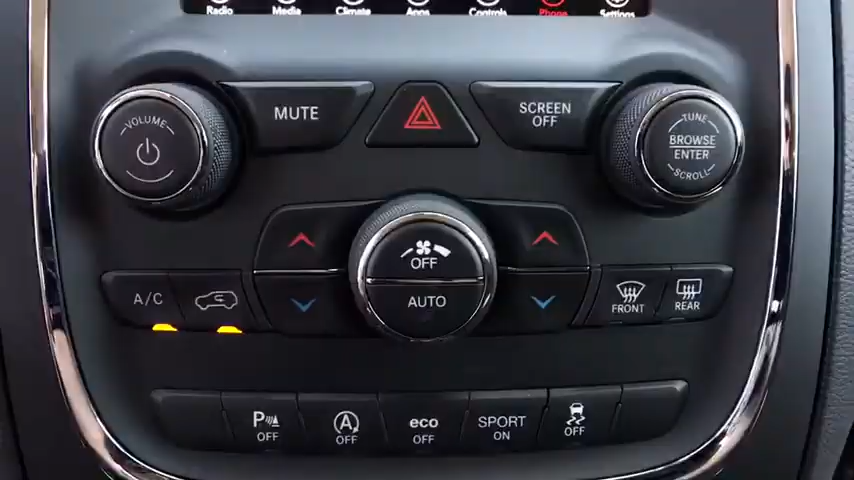 Radio Media Climate Apps Controls Phone Settings
VOLUME
MUTE
SCREEN
OFF
TUNE
BROWSE
ENTER
SCROLL
OFF
AUTO
A/C
FRONT
REAR
P
OFF
A
OFF
eco
OFF
SPORT
ON
OFF